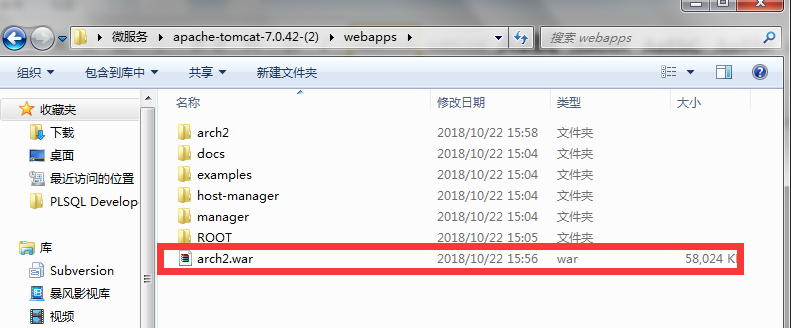 微服务 ▸ apache-tomcat-7.0.42-(2) ▸ webapps ▸ 搜索 webapps
组织 包含到库中 共享 新建文件夹
收藏夹
下载
桌面
最近访问的位置
PLSQL Develope
库
Subversion
暴风影视库
视频
名称 修改日期 类型 大小
arch2 2018/10/22 15:58 文件夹
docs 2018/10/22 15:04 文件夹
examples 2018/10/22 15:04 文件夹
host-manager 2018/10/22 15:04 文件夹
manager 2018/10/22 15:04 文件夹
ROOT 2018/10/22 15:05 文件夹
arch2.war 2018/10/22 15:56 war 58,024 K